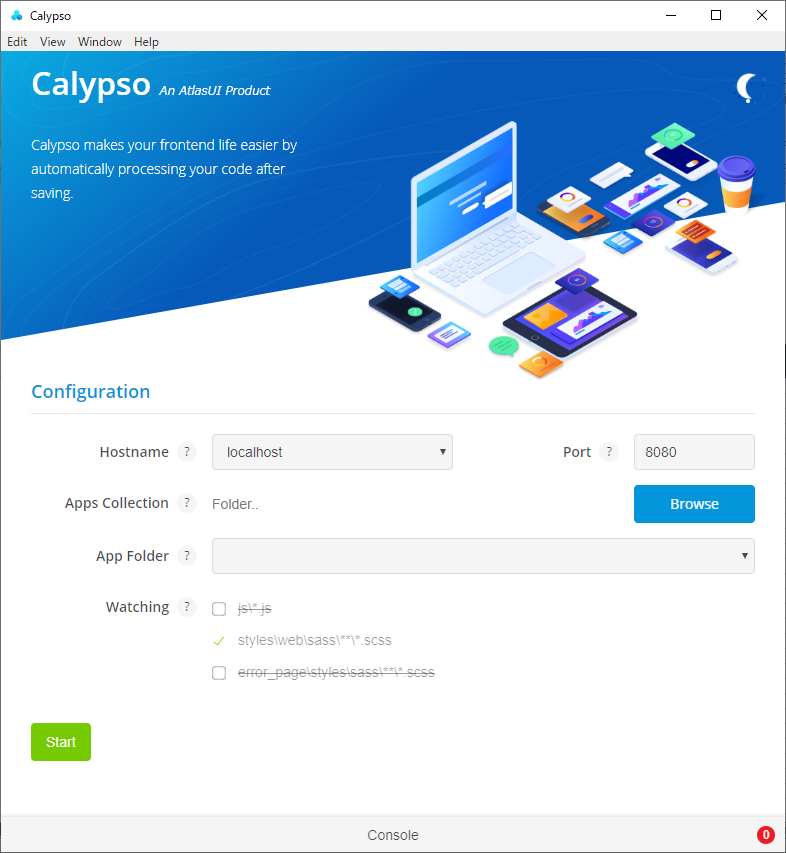 Calypso
Edit View Window Help
Calypso An AtlasUI Product
Calypso makes your frontend life easier by
automatically processing your code after
saving.
Configuration
Hostname ? localhost Port ? 8080
Apps Collection ? Folder.. Browse
App Folder ?
Watching ? js\*.js
styles\web\sass\**\*.scss
error_page\styles\sass\**\*.scss
Start
Console 0